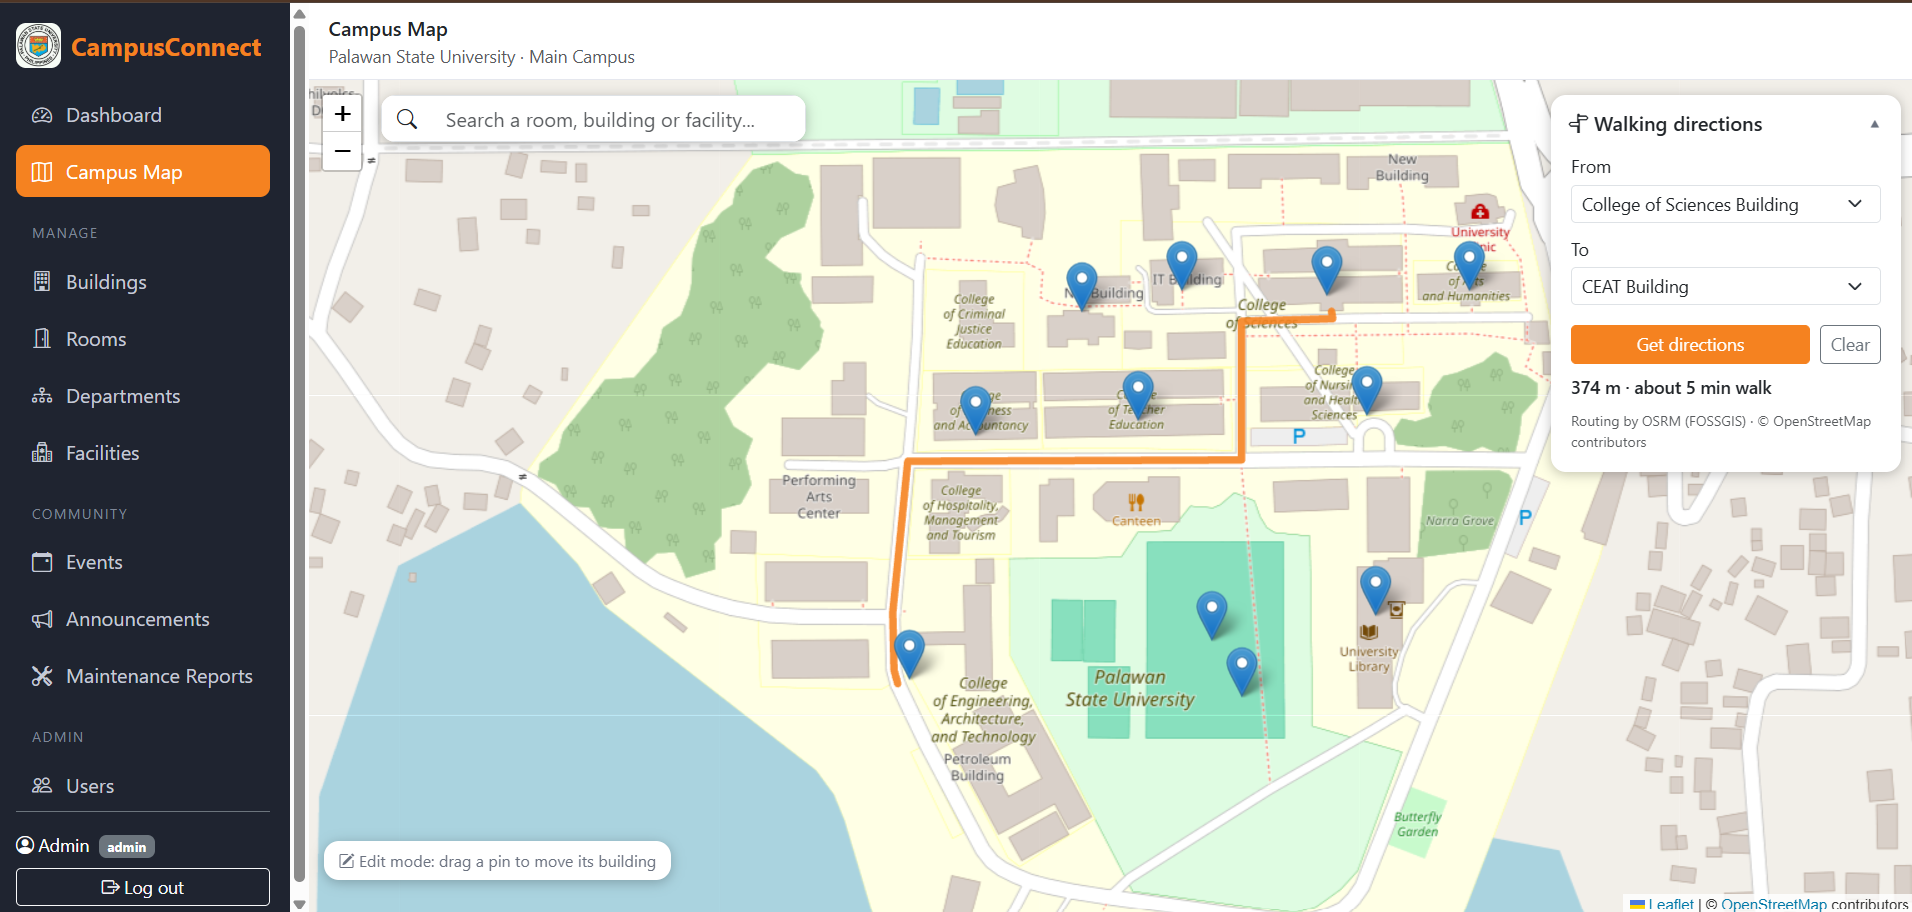 CampusConnect
Dashboard
Campus Map
MANAGE
Buildings
Rooms
Departments
Facilities
COMMUNITY
Events
Announcements
Maintenance Reports
ADMIN
Users
Admin admin
Log out
Campus Map
Palawan State University · Main Campus
+
−
Search a room, building or facility...
New
Building
University
College
of Criminal
Justice
Education
Building
IT Building
College
of Sciences
and Humanities
and Accountancy
Education
College
of Nursing
and Health
Sciences
P
Performing
Arts
Center
College
of Hospitality,
Management
and Tourism
Canteen
Narra Grove
P
University
Library
Palawan
State University
College
of Engineering,
Architecture,
and Technology
Petroleum
Building
Butterfly
Garden
Edit mode: drag a pin to move its building
Walking directions
From
College of Sciences Building
To
CEAT Building
Get directions
Clear
374 m · about 5 min walk
Routing by OSRM (FOSSGIS) · © OpenStreetMap
contributors
Leaflet | © OpenStreetMap contributors